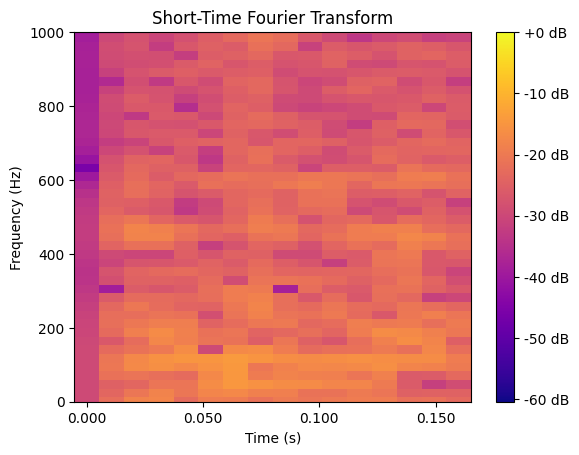 Short-Time Fourier Transform
1000
800
600
400
200
0
Frequency (Hz)
0.000
0.050
0.100
0.150
Time (s)
+0 dB
-10 dB
-20 dB
-30 dB
-40 dB
-50 dB
-60 dB